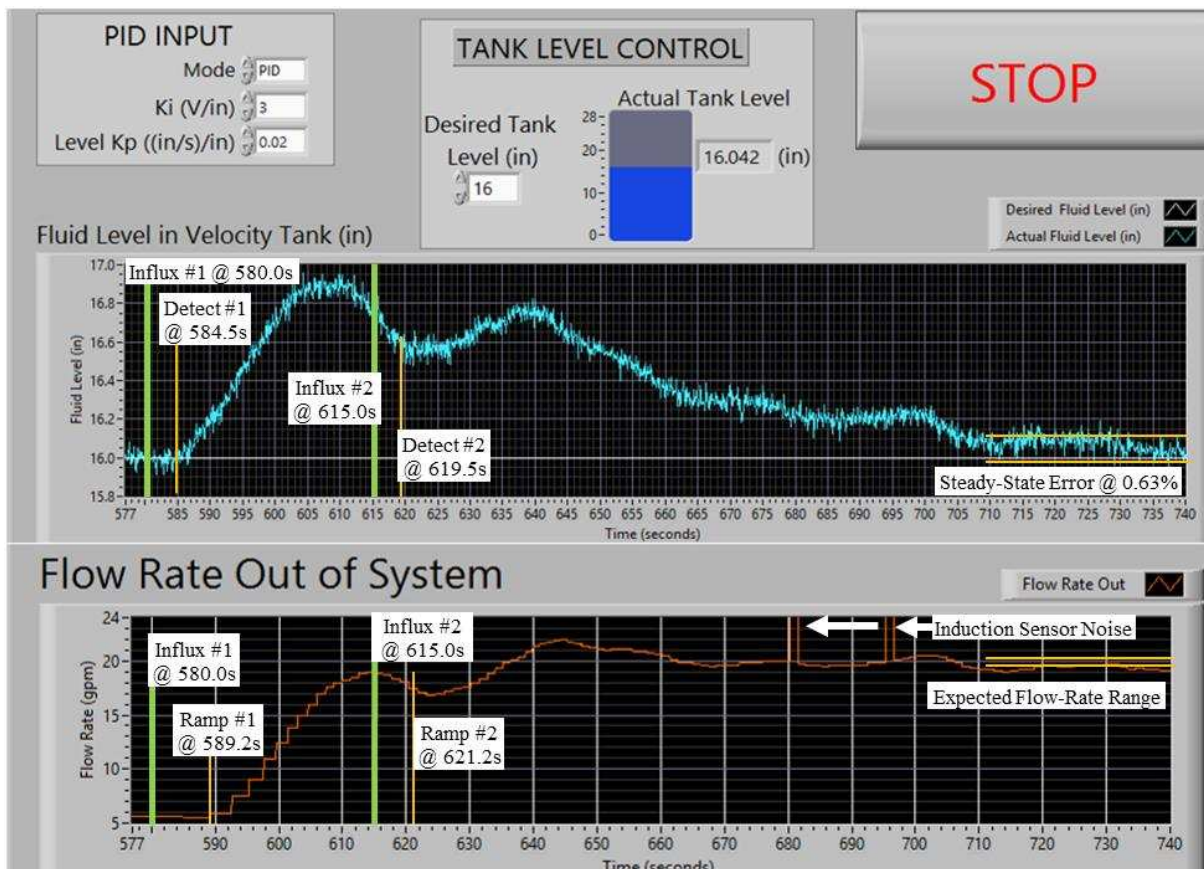 PID INPUT
Mode PID
Ki (V/in) 3
Level Kp ((in/s)/in) 0.02
TANK LEVEL CONTROL
Desired Tank
Level (in)
16
Actual Tank Level
28
20
10
0
16.042 (in)
STOP
Desired Fluid Level (in)
Actual Fluid Level (in)
Fluid Level in Velocity Tank (in)
17.0
16.8
16.6
16.4
16.2
16.0
15.8
Fluid Level (in)
Influx #1 @ 580.0s
Detect #1
@ 584.5s
Influx #2
@ 615.0s
Detect #2
@ 619.5s
Steady-State Error @ 0.63%
577 585 590 595 600 605 610 615 620 625 630 635 640 645 650 655 660 665 670 675 680 685 690 695 700 705 710 715 720 725 730 735 740
Time (seconds)
Flow Rate Out of System
Flow Rate Out
24
20
15
10
5
Flow Rate (gpm)
Influx #1
@ 580.0s
Ramp #1
@ 589.2s
Influx #2
@ 615.0s
Ramp #2
@ 621.2s
Induction Sensor Noise
Expected Flow-Rate Range
577 590 600 610 620 630 640 650 660 670 680 690 700 710 720 730 740
Time (seconds)